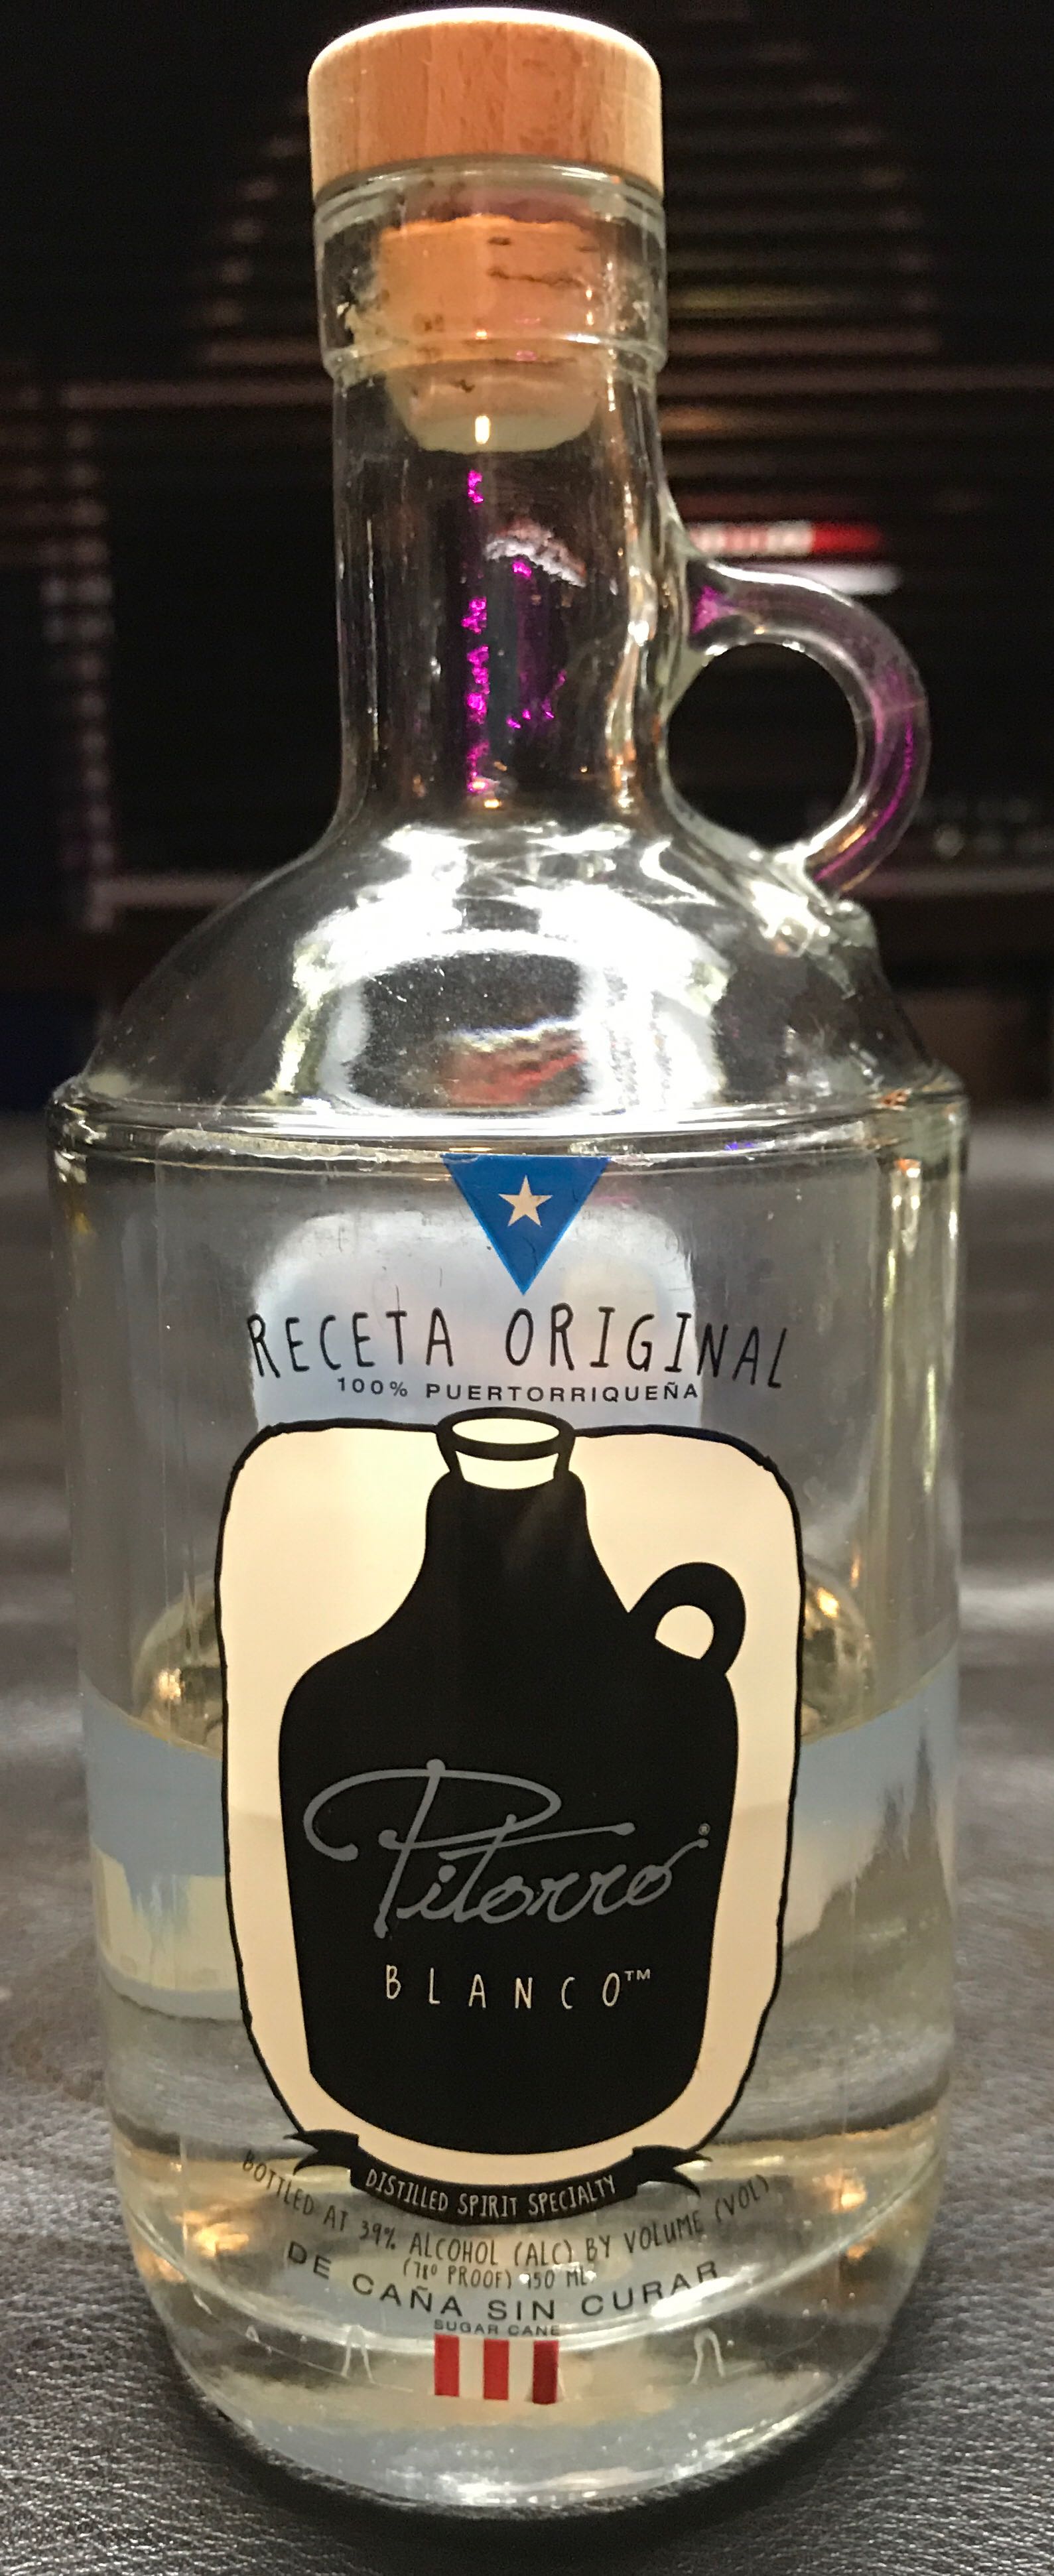 RECETA ORIGINAL
100% PUERTORRIQUEÑA
Pitorro®
BLANCO™
DISTILLED SPIRIT SPECIALTY
BOTTLED AT 39% ALCOHOL (ALC) BY VOLUME (VOL)
(78º PROOF) 750 ML
DE CAÑA SIN CURAR
SUGAR CANE